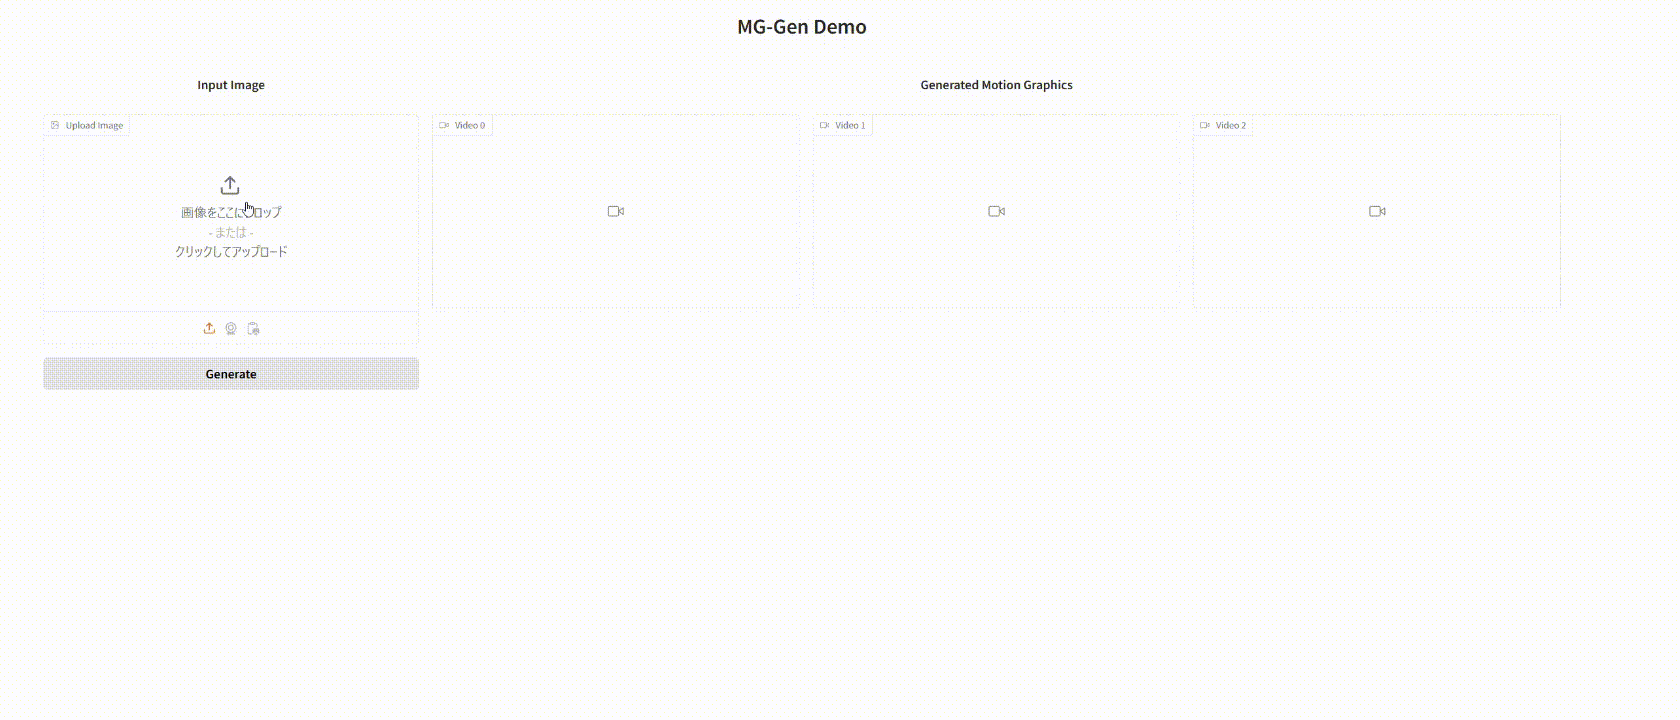 MG-Gen Demo
Input Image
Generated Motion Graphics
Upload Image
Video 0
Video 1
Video 2
画像をここにドロップ
- または -
クリックしてアップロード
Generate